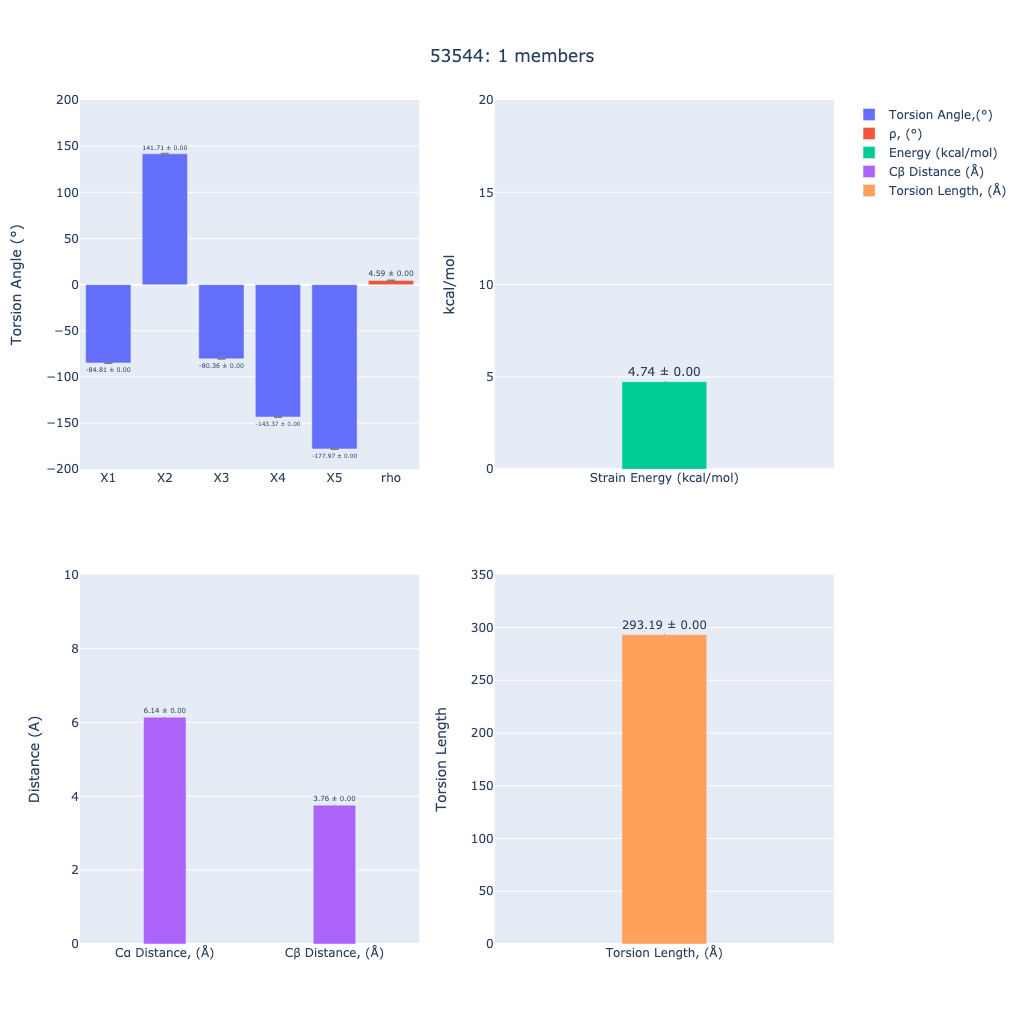 53544: 1 members
Torsion Angle (°)
200
150
100
50
0
−50
−100
−150
−200
-84.81 ± 0.00
141.71 ± 0.00
-80.36 ± 0.00
-143.37 ± 0.00
-177.97 ± 0.00
4.59 ± 0.00
X1
X2
X3
X4
X5
rho
kcal/mol
20
15
10
5
0
4.74 ± 0.00
Strain Energy (kcal/mol)
Torsion Angle,(°)
ρ, (°)
Energy (kcal/mol)
Cβ Distance (Å)
Torsion Length, (Å)
Distance (A)
10
8
6
4
2
0
6.14 ± 0.00
3.76 ± 0.00
Cα Distance, (Å)
Cβ Distance, (Å)
Torsion Length
350
300
250
200
150
100
50
0
293.19 ± 0.00
Torsion Length, (Å)